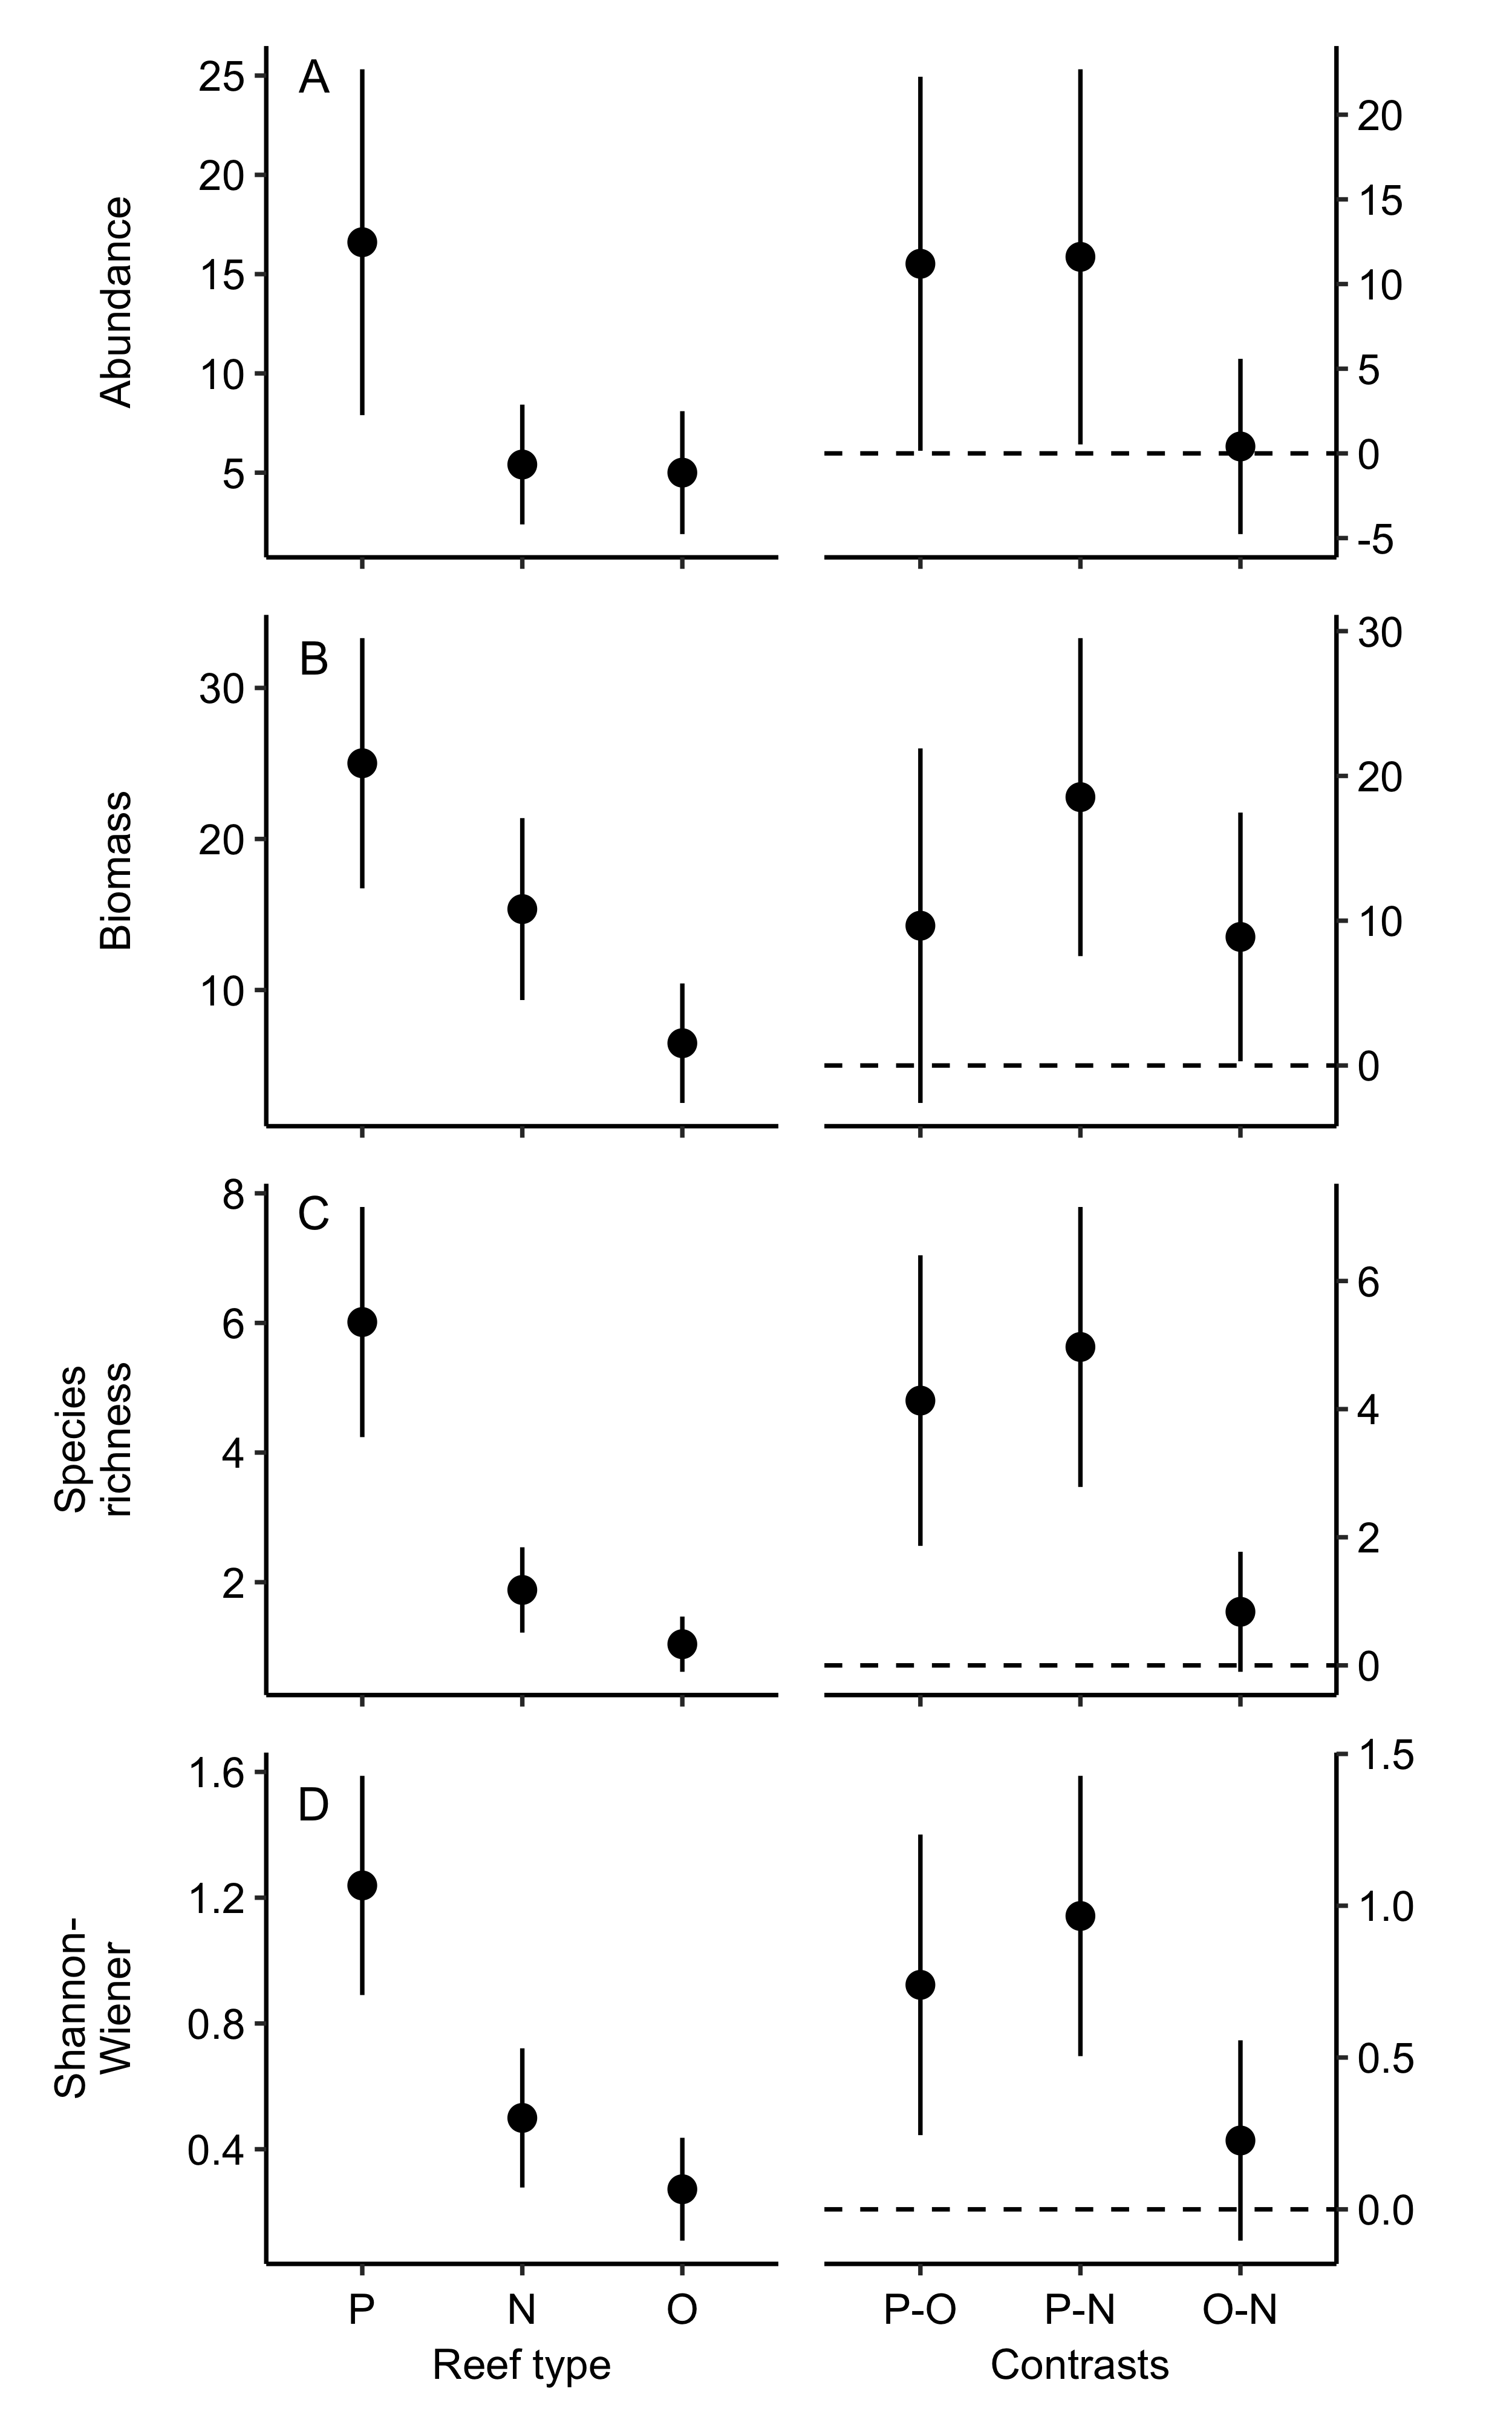 A
Abundance
25
20
15
10
5
20
15
10
5
0
-5
B
Biomass
30
20
10
30
20
10
0
C
Species
richness
8
6
4
2
6
4
2
0
D
Shannon-
Wiener
1.6
1.2
0.8
0.4
1.5
1.0
0.5
0.0
P N O
P-O P-N O-N
Reef type
Contrasts